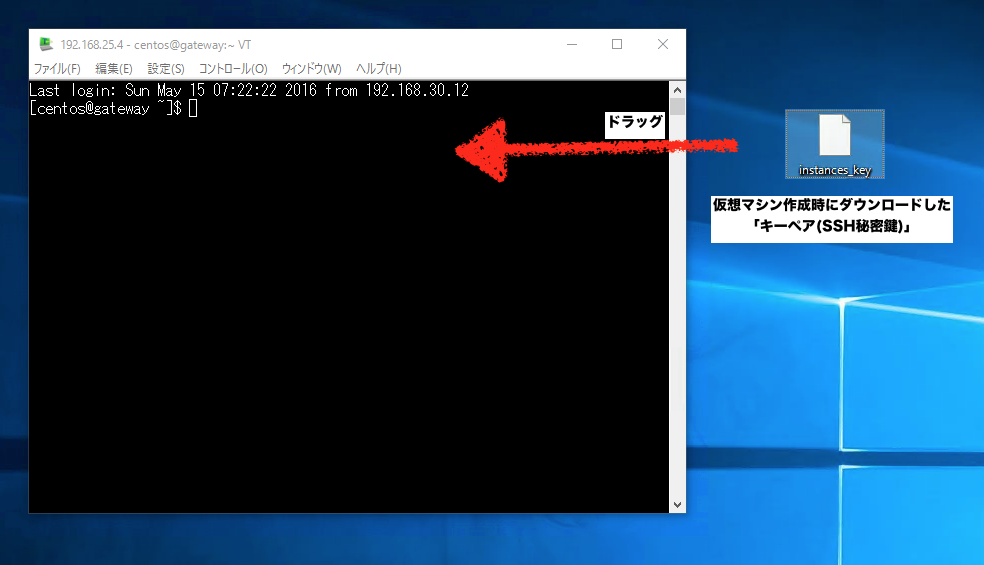 192.168.25.4 - centos@gateway:~ VT
ファイル(F) 編集(E) 設定(S) コントロール(O) ウィンドウ(W) ヘルプ(H)
Last login: Sun May 15 07:22:22 2016 from 192.168.30.12
[centos@gateway ~]$
ドラッグ
instances_key
仮想マシン作成時にダウンロードした
「キーペア(SSH秘密鍵)」